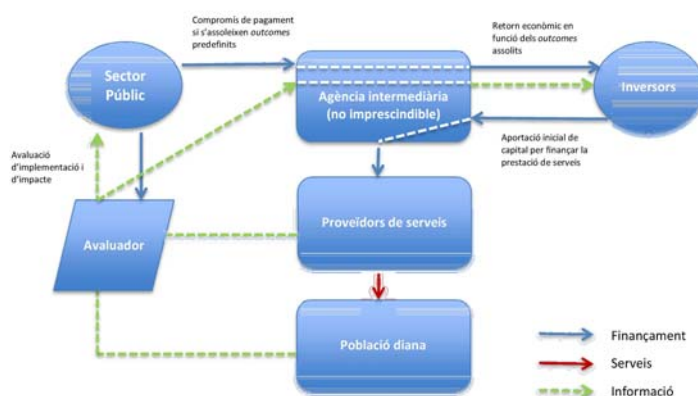 Compromís de pagament
si s'assoleixen outcomes
predefinits
Retorn econòmic en
funció dels outcomes
assolits
Sector
Públic
Agència intermediària
(no imprescindible)
Inversors
Aportació inicial de
capital per finançar la
prestació de serveis
Avaluació
d'implementació i
d'impacte
Avaluador
Proveïdors de serveis
Població diana
Finançament
Serveis
Informació